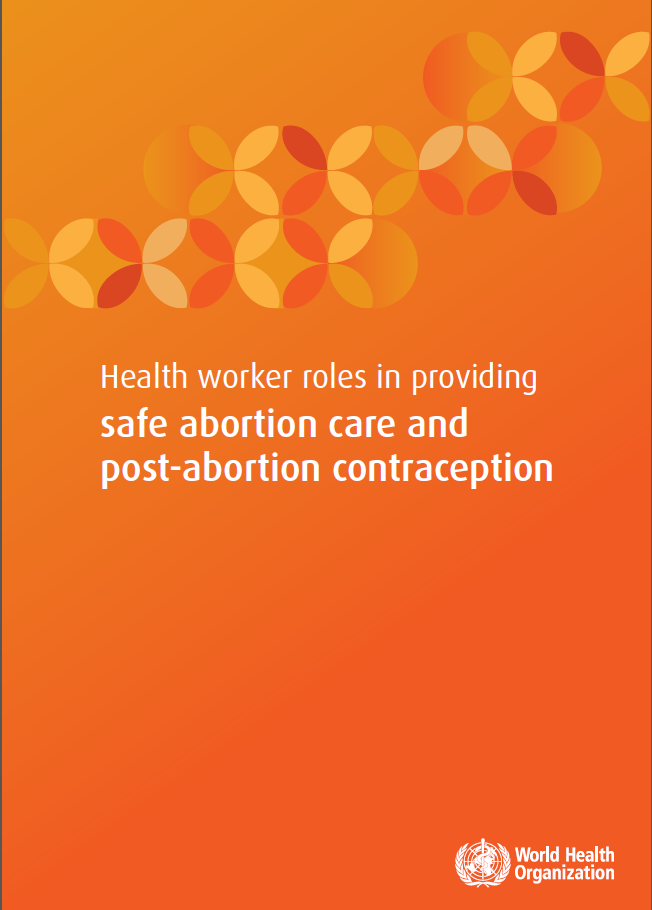 Health worker roles in providing
safe abortion care and
post-abortion contraception
World Health
Organization